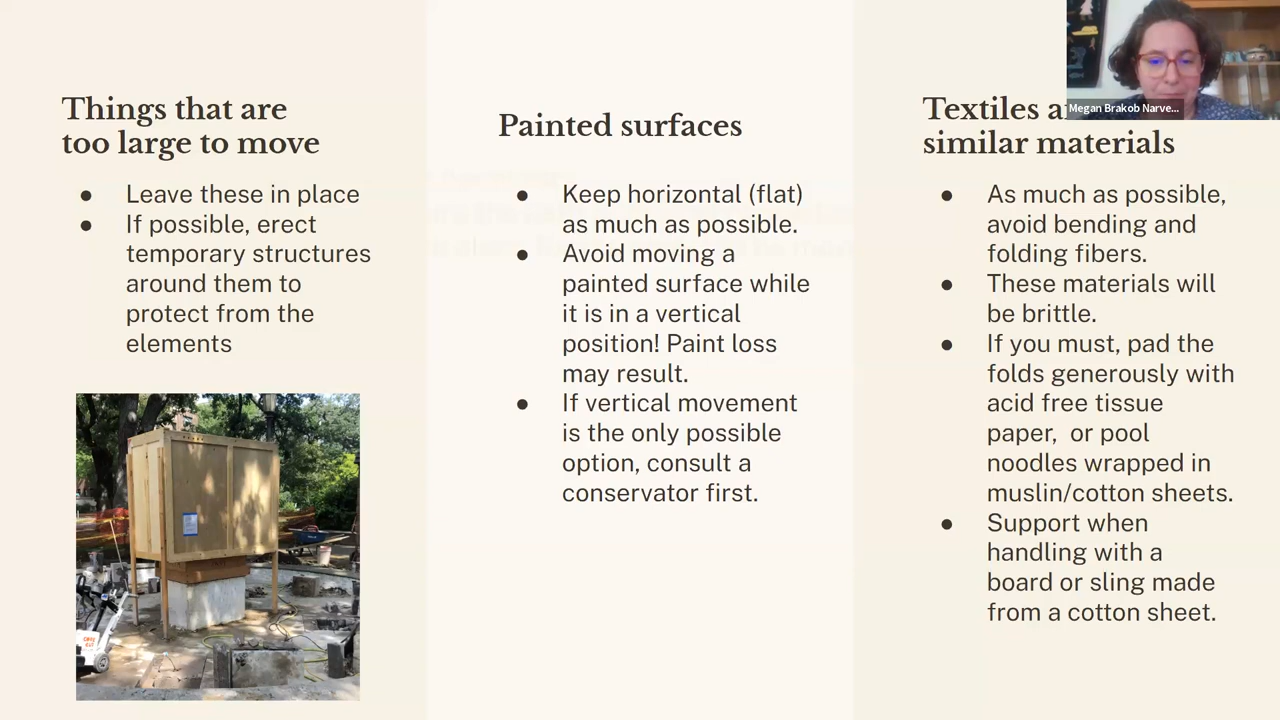 Things that are
too large to move
Leave these in place
If possible, erect
temporary structures
around them to
protect from the
elements
Painted surfaces
Keep horizontal (flat)
as much as possible.
Avoid moving a
painted surface while
it is in a vertical
position! Paint loss
may result.
If vertical movement
is the only possible
option, consult a
conservator first.
Megan Brakob Narve...
Textiles
similar materials
As much as possible,
avoid bending and
folding fibers.
These materials will
be brittle.
If you must, pad the
folds generously with
acid free tissue
paper, or pool
noodles wrapped in
muslin/cotton sheets.
Support when
handling with a
board or sling made
from a cotton sheet.